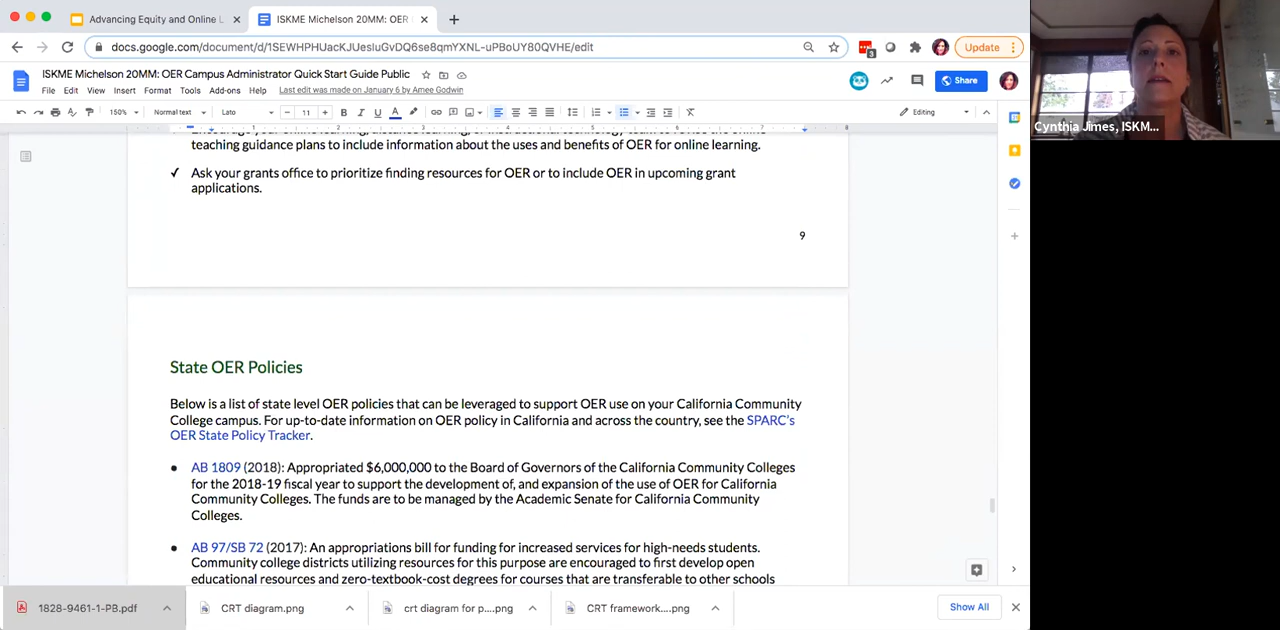 Advancing Equity and Online L
ISKME Michelson 20MM: OER
docs.google.com/document/d/1SEWHPHUacKJUesluGvDQ6se8qmYXNL-uPBoUY80QVHE/edit
3
Update
ISKME Michelson 20MM: OER Campus Administrator Quick Start Guide Public
File Edit View Insert Format Tools Add-ons Help Last edit was made on January 6 by Amee Godwin
Share
150% Normal text Lato 11 Editing
1 2 3 4 5 6 7 8
teaching guidance plans to include information about the uses and benefits of OER for online learning.
✓ Ask your grants office to prioritize finding resources for OER or to include OER in upcoming grant
applications.
9
State OER Policies
Below is a list of state level OER policies that can be leveraged to support OER use on your California Community
College campus. For up-to-date information on OER policy in California and across the country, see the SPARC's
OER State Policy Tracker.
• AB 1809 (2018): Appropriated $6,000,000 to the Board of Governors of the California Community Colleges
for the 2018-19 fiscal year to support the development of, and expansion of the use of OER for California
Community Colleges. The funds are to be managed by the Academic Senate for California Community
Colleges.
• AB 97/SB 72 (2017): An appropriations bill for funding for increased services for high-needs students.
Community college districts utilizing resources for this purpose are encouraged to first develop open
educational resources and zero-textbook-cost degrees for courses that are transferable to other schools
1828-9461-1-PB.pdf
CRT diagram.png
crt diagram for p....png
CRT framework....png
Show All
Cynthia Jimes, ISKM...